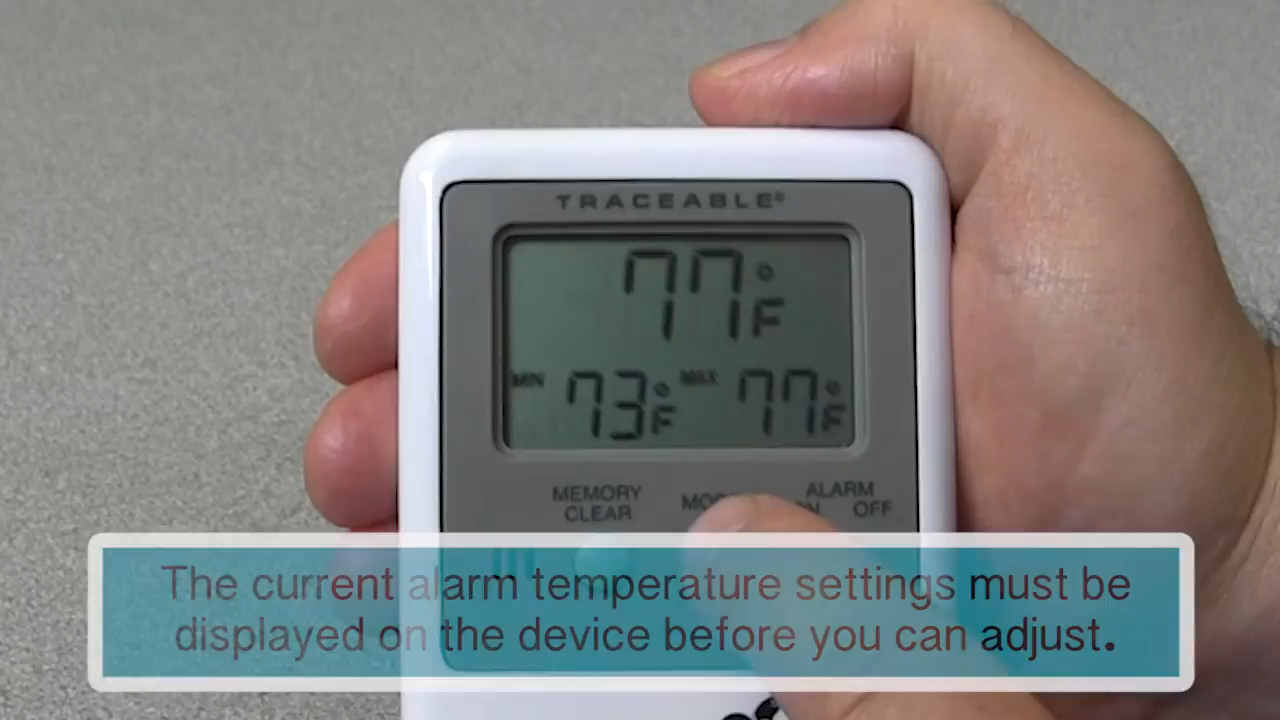 TRACEABLE®
77°F
MIN 73°F MAX 77°F
MEMORY CLEAR
ALARM
OFF
The current alarm temperature settings must be
displayed on the device before you can adjust.